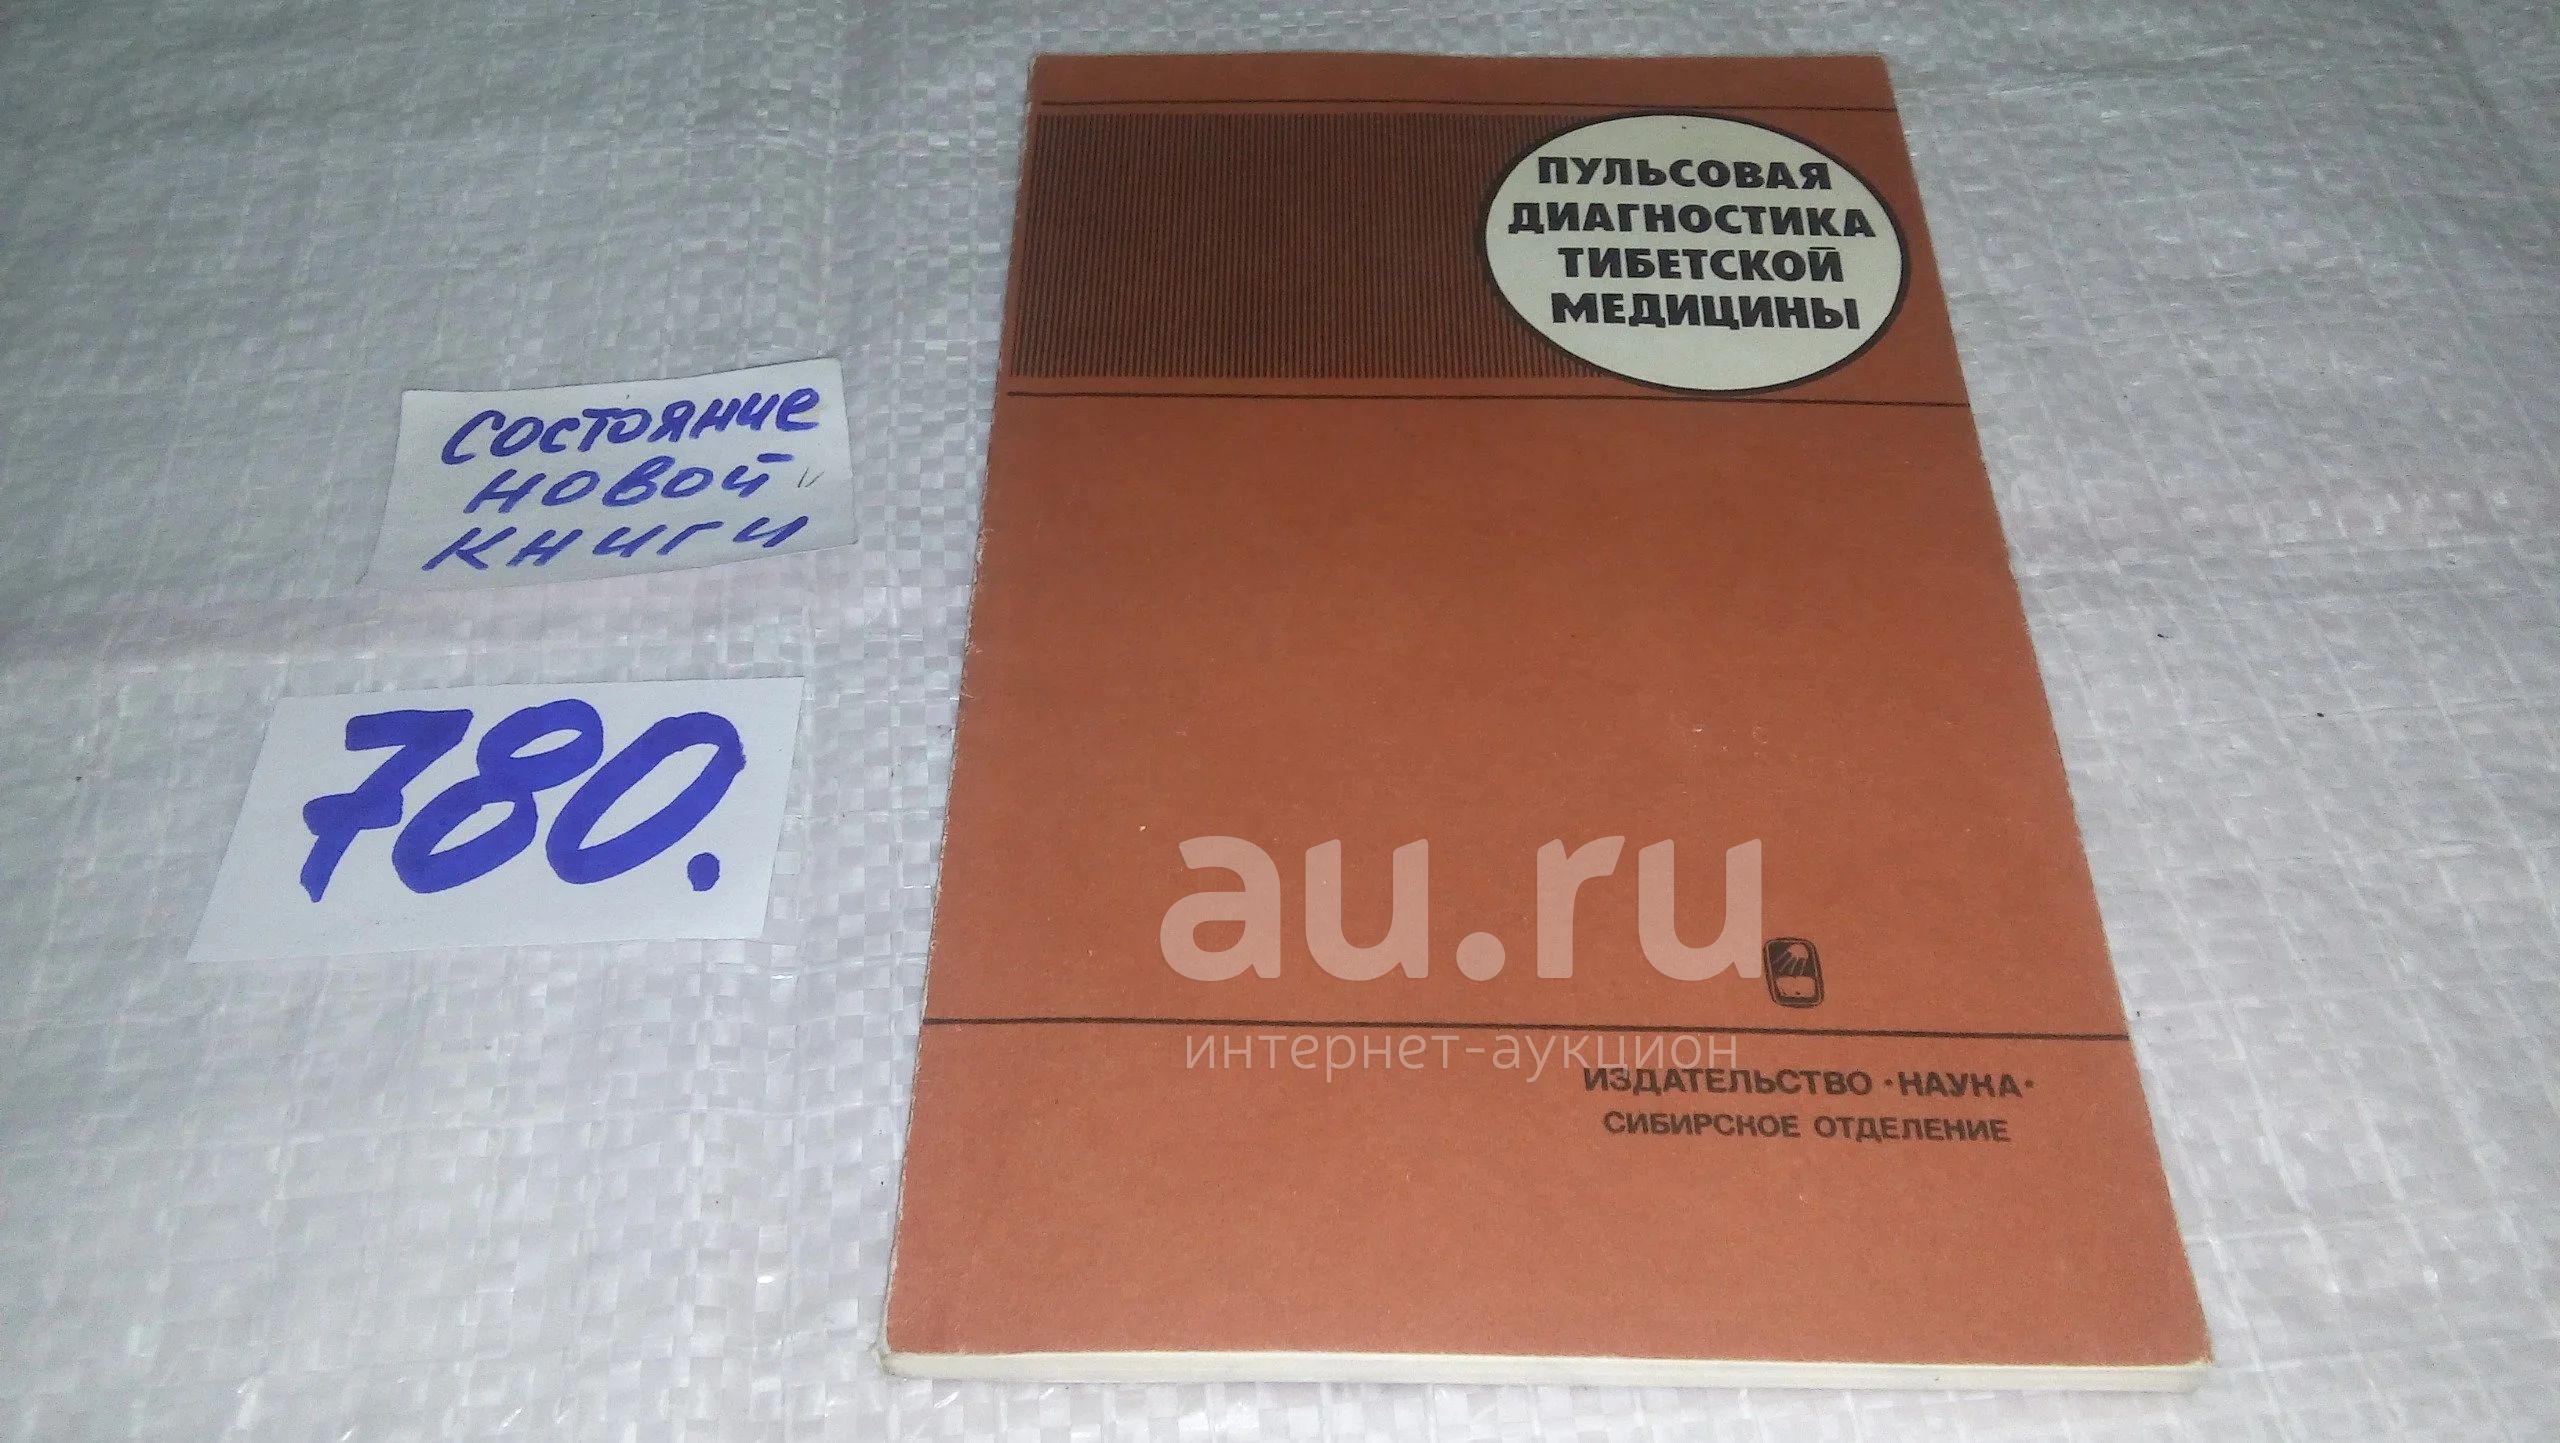 ПУЛЬСОВАЯ
ДИАГНОСТИКА
ТИБЕТСКОЙ
МЕДИЦИНЫ
состояние
новой
книги
780.
au.ru
интернет-аукцион
ИЗДАТЕЛЬСТВО •НАУКА•
СИБИРСКОЕ ОТДЕЛЕНИЕ